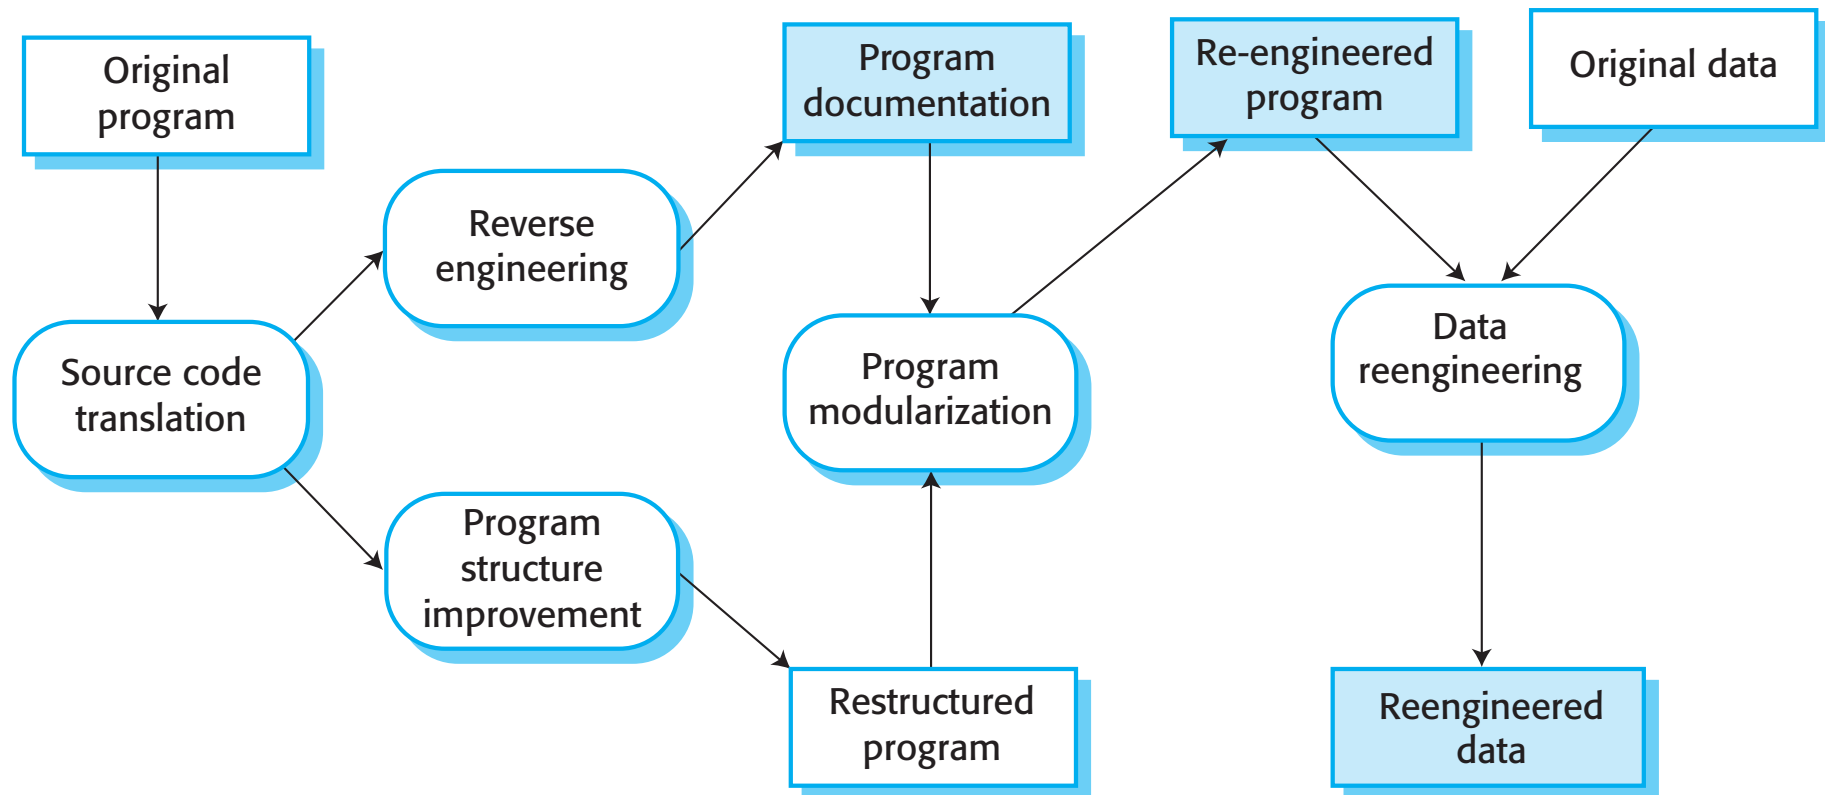 Original
program
Source code
translation
Reverse
engineering
Program
structure
improvement
Program
documentation
Program
modularization
Restructured
program
Re-engineered
program
Original data
Data
reengineering
Reengineered
data